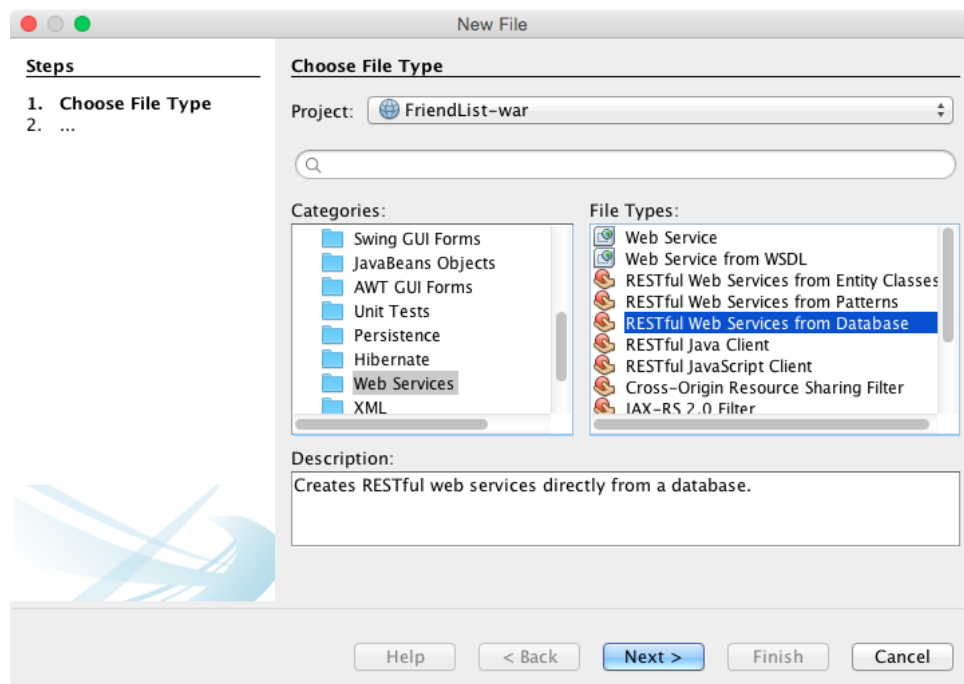 New File
Steps
1. Choose File Type
2. ...
Choose File Type
Project: FriendList-war
Categories:
Swing GUI Forms
JavaBeans Objects
AWT GUI Forms
Unit Tests
Persistence
Hibernate
Web Services
XML
File Types:
Web Service
Web Service from WSDL
RESTful Web Services from Entity Classes
RESTful Web Services from Patterns
RESTful Web Services from Database
RESTful Java Client
RESTful JavaScript Client
Cross-Origin Resource Sharing Filter
JAX-RS 2.0 Filter
Description:
Creates RESTful web services directly from a database.
Help
< Back
Next >
Finish
Cancel